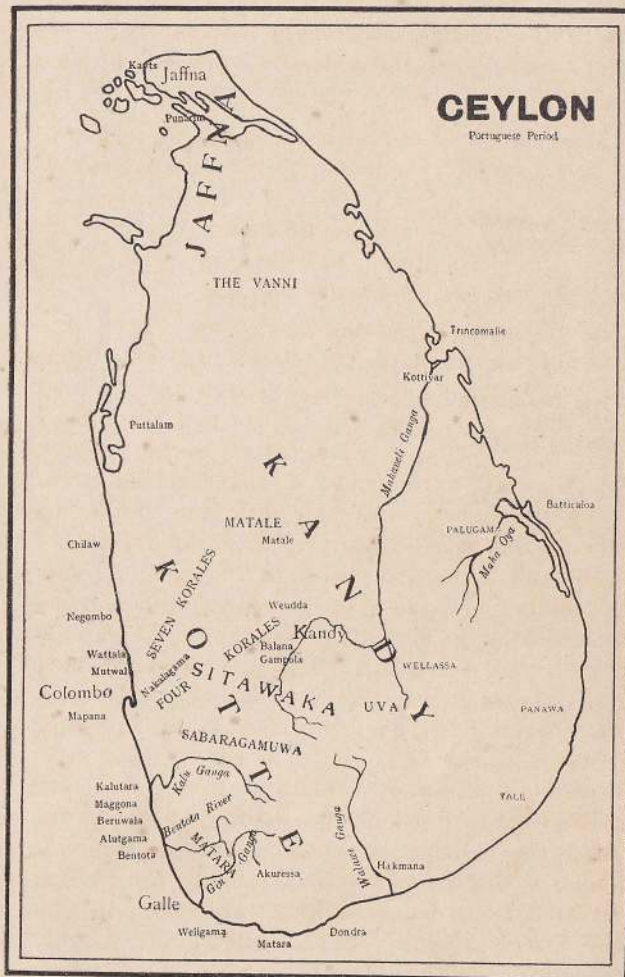 CEYLON
Portuguese Period
Kayts
Jaffna
JAFFNA
THE VANNI
Trincomalie
Kottiyar
Puttalam
Mahaveli Ganga
KANDY
Batticaloa
MATALE
Matale
PALUGAM
Maha Oya
Chilaw
KOTTE
SEVEN KORALES
Weudda
Negombo
Kandy
FOUR KORALES
Balana
Wattala
Gampola
WELLASSA
Mutwal
Nakalagama
SITAWAKA
Colombo
UVA
Mapana
PANAWA
SABARAGAMUWA
Kalutara
Kalu Ganga
YALE
Maggona
Beruwala
Bentota River
Alutgama
MATARA
Walawe Ganga
Bentota
Gin Ganga
Akuressa
Hakmana
Galle
Weligama
Dondra
Matara